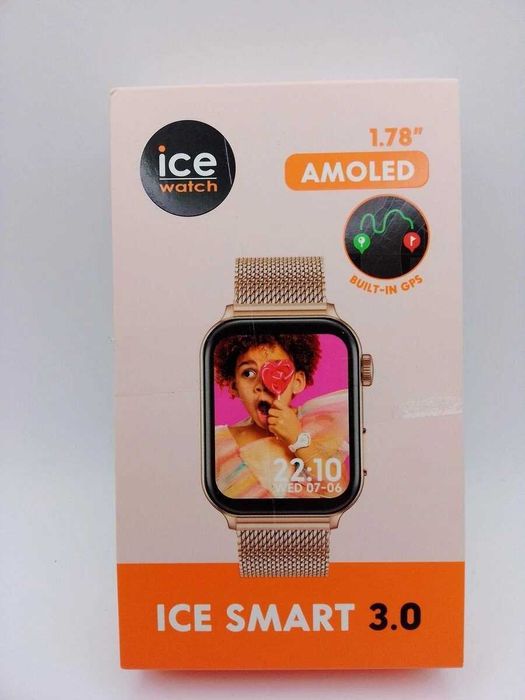 ice
watch
1.78"
AMOLED
BUILT-IN GPS
22:10
WED 07-06
ICE SMART 3.0